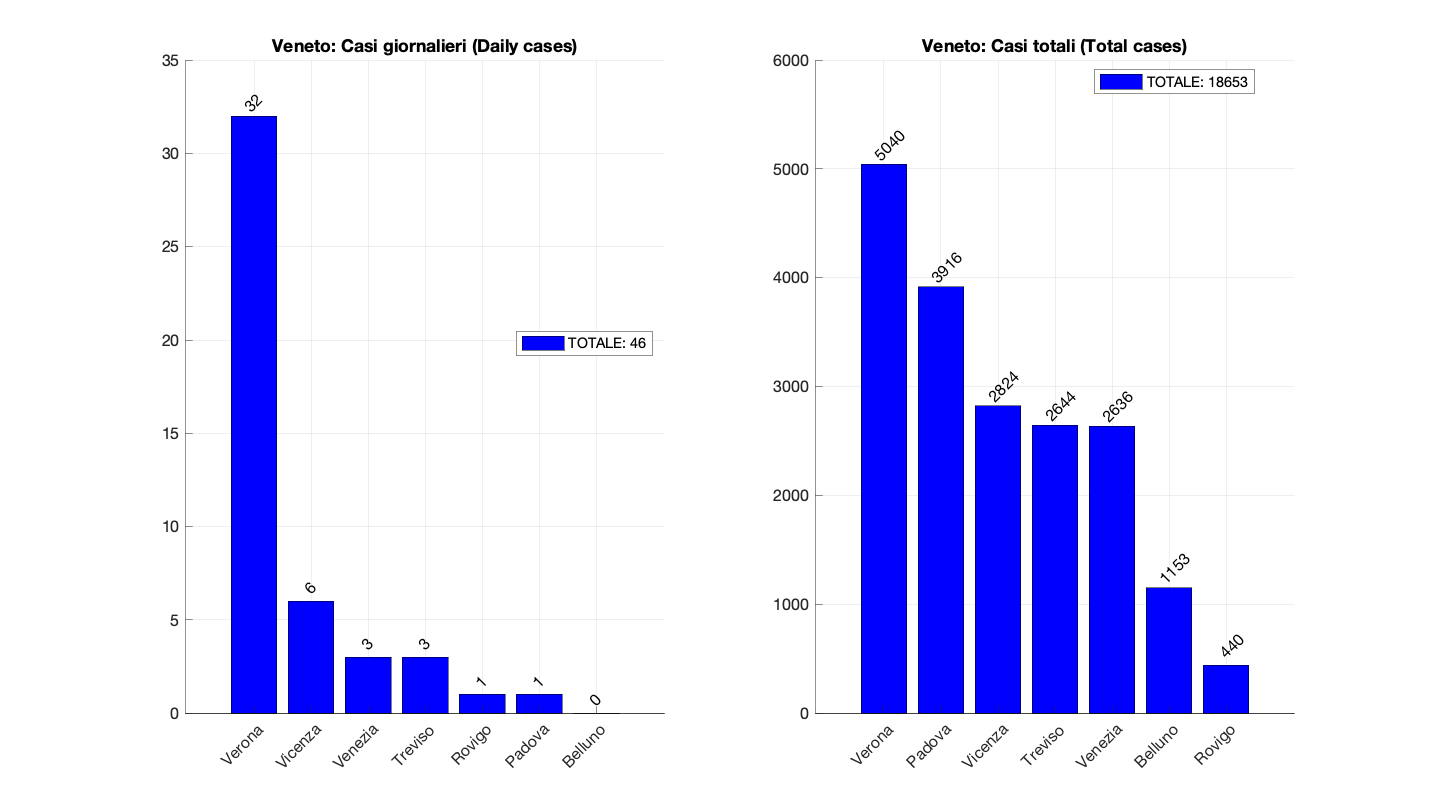 Veneto: Casi giornalieri (Daily cases)
35
30
25
20
15
10
5
0
32
6
3
3
1
1
0
TOTALE: 46
Verona
Vicenza
Venezia
Treviso
Rovigo
Padova
Belluno
Veneto: Casi totali (Total cases)
6000
5000
4000
3000
2000
1000
0
TOTALE: 18653
5040
3916
2824
2644
2636
1153
440
Verona
Padova
Vicenza
Treviso
Venezia
Belluno
Rovigo